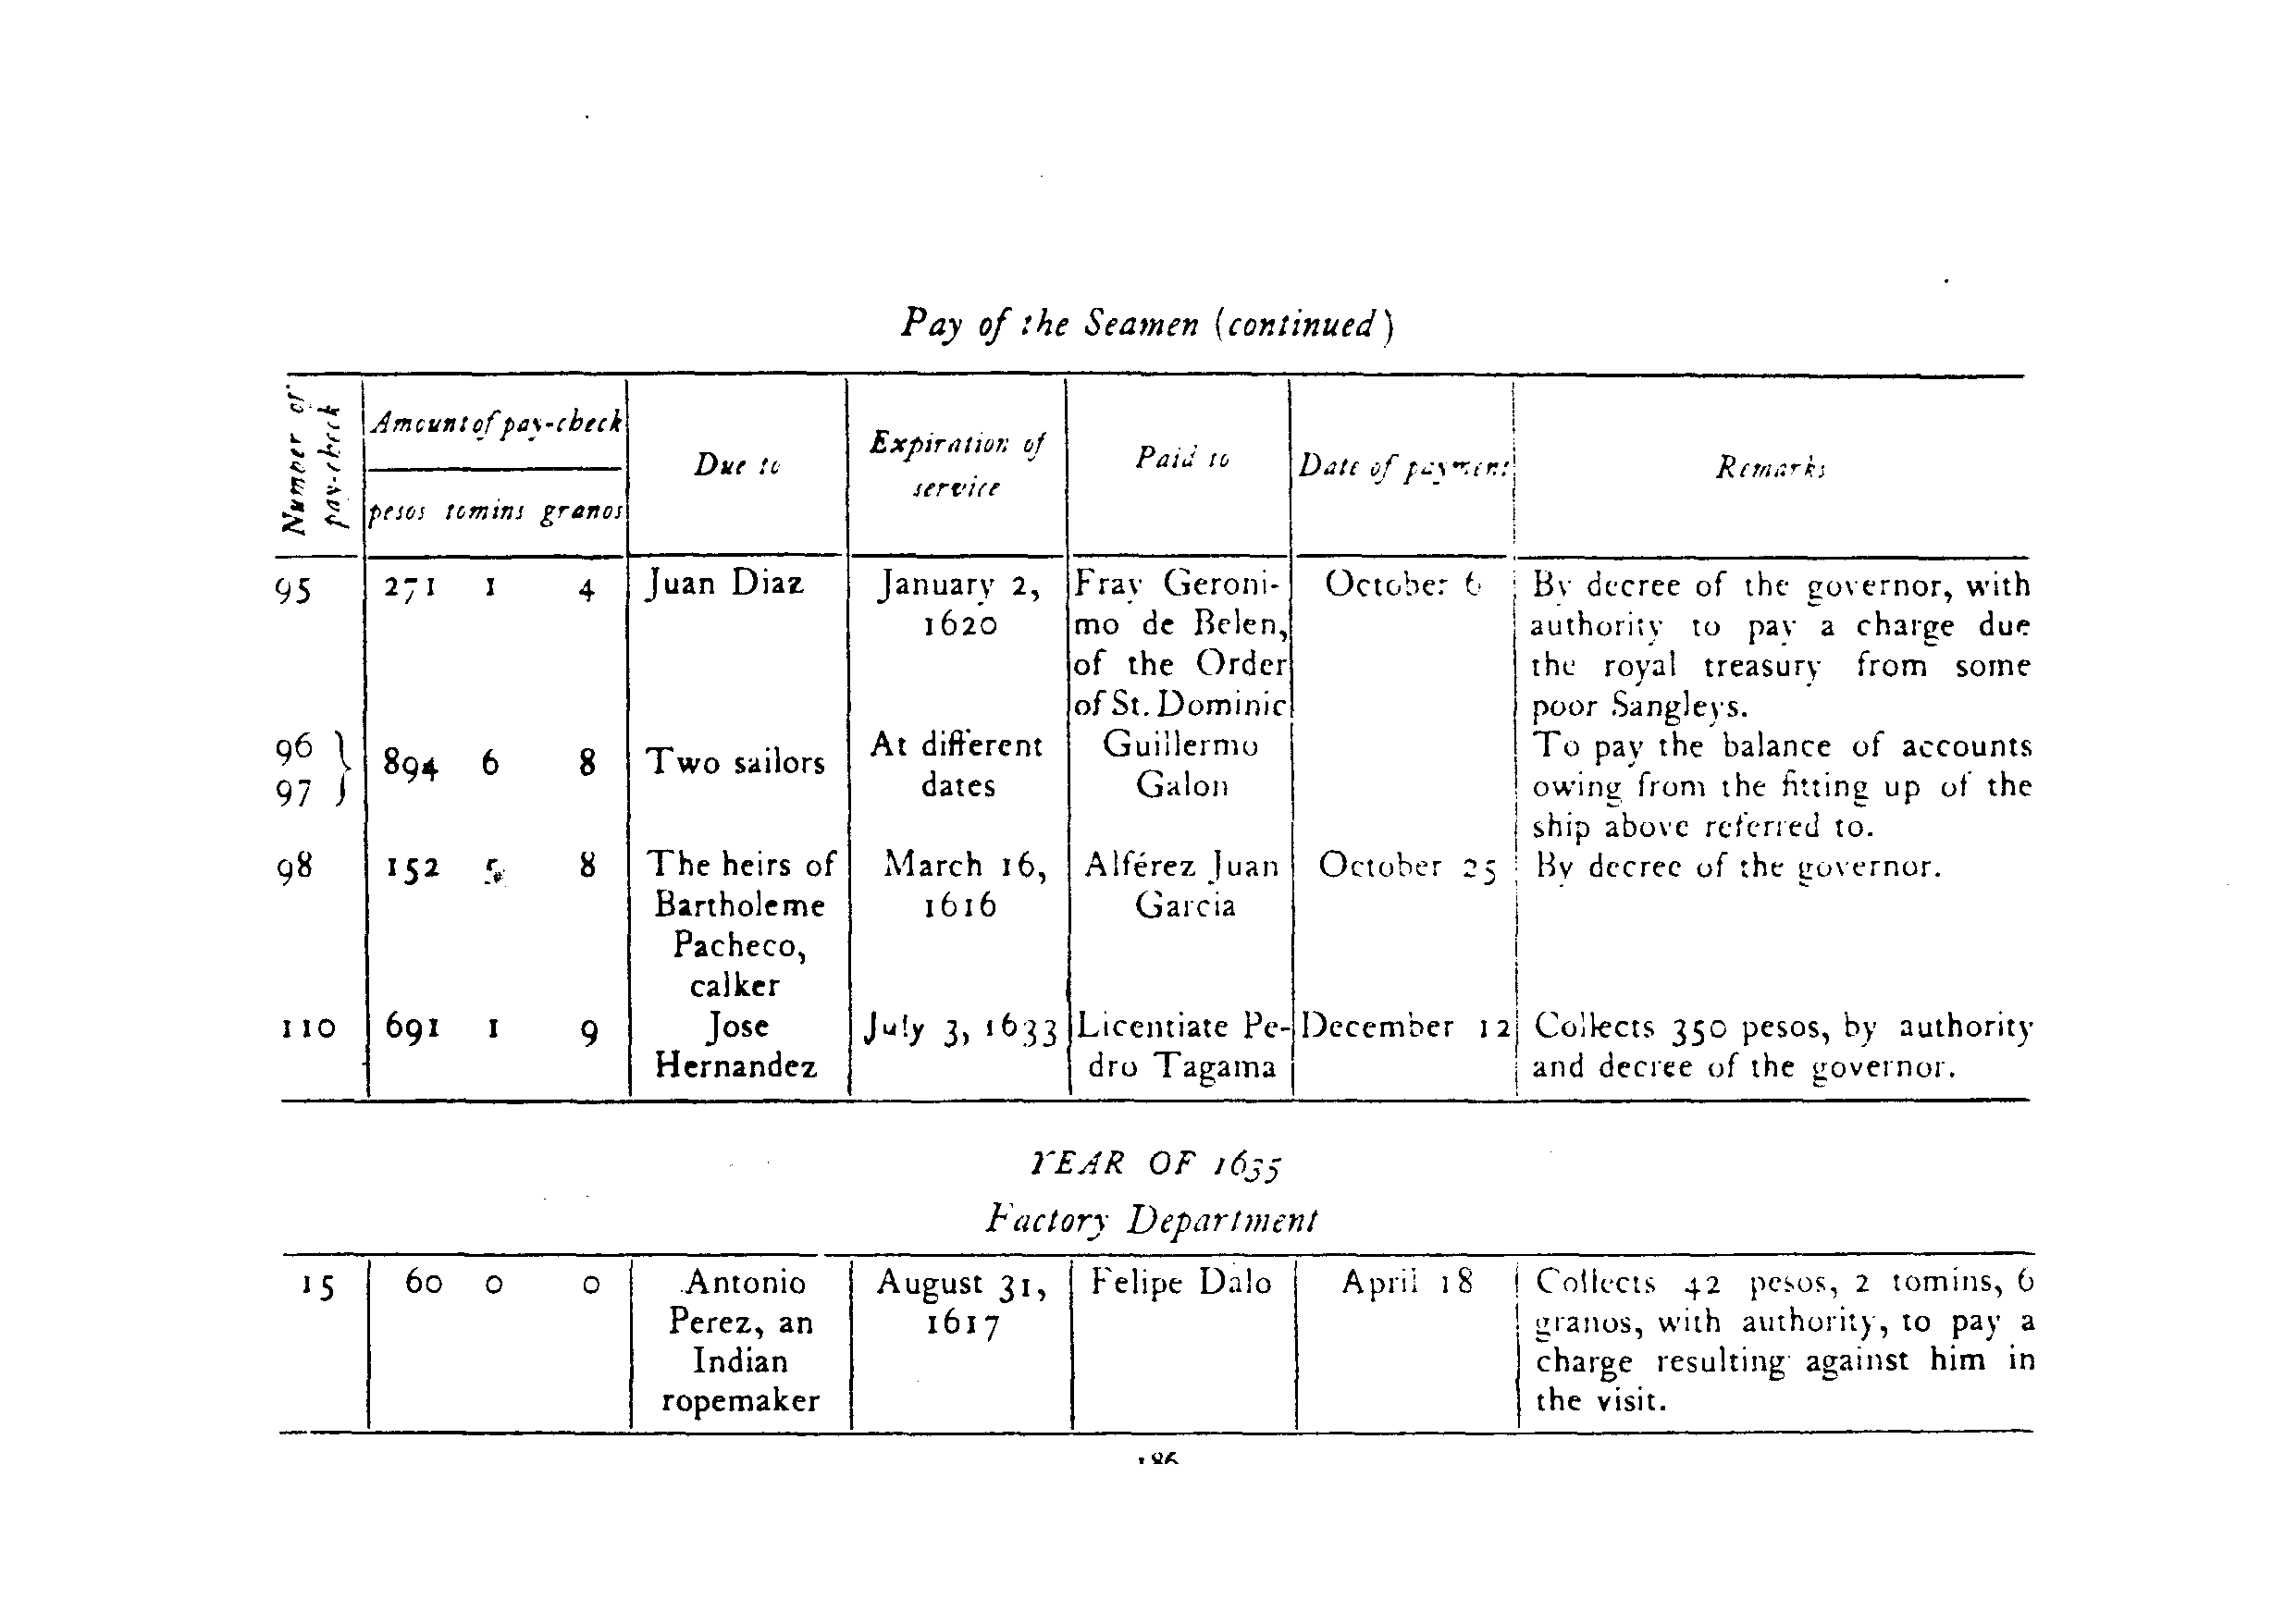 Pay of the Seamen (continued)
Number of pay-check
Amount of pay-check
pesos tomins granos
Due to
Expiration of service
Paid to
Date of payment
Remarks
95 271 1 4 Juan Diaz January 2, Fray Geroni- October 6 By decree of the governor, with
1620 mo de Belen, authority to pay a charge due
of the Order the royal treasury from some
of St. Dominic poor Sangleys.
96 97 } 894 6 8 Two sailors At different Guillermo To pay the balance of accounts
dates Galon owing from the fitting up of the
ship above referred to.
98 152 5 8 The heirs of March 16, Alférez Juan October 25 By decree of the governor.
Bartholeme 1616 Garcia
Pacheco,
calker
110 691 1 9 Jose July 3, 1633 Licentiate Pe- December 12 Collects 350 pesos, by authority
Hernandez dro Tagama and decree of the governor.
YEAR OF 1635
Factory Department
15 60 0 0 Antonio August 31, Felipe Dalo April 18 Collects 42 pesos, 2 tomins, 6
Perez, an 1617 granos, with authority, to pay a
Indian charge resulting against him in
ropemaker the visit.
186